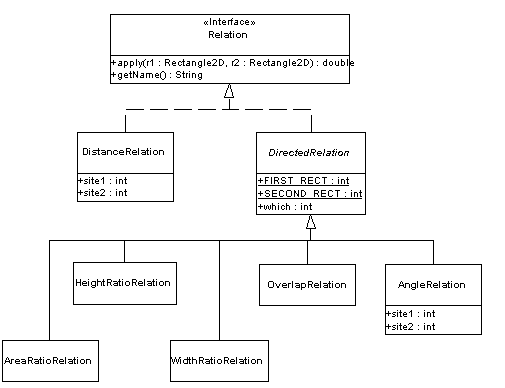 «Interface»
Relation
+apply(r1 : Rectangle2D, r2 : Rectangle2D) : double
+getName() : String
DistanceRelation
+site1 : int
+site2 : int
DirectedRelation
+FIRST_RECT : int
+SECOND_RECT : int
+which : int
HeightRatioRelation
OverlapRelation
AngleRelation
+site1 : int
+site2 : int
AreaRatioRelation
WidthRatioRelation